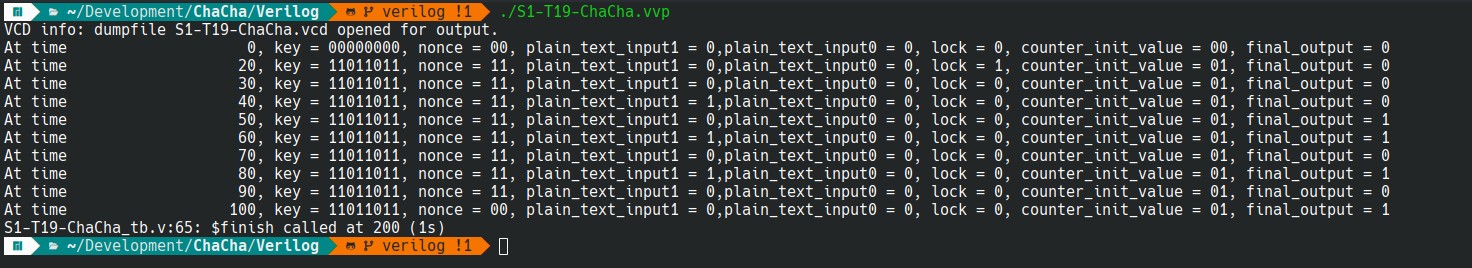 ~/Development/ChaCha/Verilog verilog !1 ./S1-T19-ChaCha.vvp
VCD info: dumpfile S1-T19-ChaCha.vcd opened for output.
At time                    0, key = 00000000, nonce = 00, plain_text_input1 = 0,plain_text_input0 = 0, lock = 0, counter_init_value = 00, final_output = 0
At time                   20, key = 11011011, nonce = 11, plain_text_input1 = 0,plain_text_input0 = 0, lock = 1, counter_init_value = 01, final_output = 0
At time                   30, key = 11011011, nonce = 11, plain_text_input1 = 0,plain_text_input0 = 0, lock = 0, counter_init_value = 01, final_output = 0
At time                   40, key = 11011011, nonce = 11, plain_text_input1 = 1,plain_text_input0 = 0, lock = 0, counter_init_value = 01, final_output = 0
At time                   50, key = 11011011, nonce = 11, plain_text_input1 = 0,plain_text_input0 = 0, lock = 0, counter_init_value = 01, final_output = 1
At time                   60, key = 11011011, nonce = 11, plain_text_input1 = 1,plain_text_input0 = 0, lock = 0, counter_init_value = 01, final_output = 1
At time                   70, key = 11011011, nonce = 11, plain_text_input1 = 0,plain_text_input0 = 0, lock = 0, counter_init_value = 01, final_output = 0
At time                   80, key = 11011011, nonce = 11, plain_text_input1 = 1,plain_text_input0 = 0, lock = 0, counter_init_value = 01, final_output = 1
At time                   90, key = 11011011, nonce = 11, plain_text_input1 = 0,plain_text_input0 = 0, lock = 0, counter_init_value = 01, final_output = 0
At time                  100, key = 11011011, nonce = 00, plain_text_input1 = 0,plain_text_input0 = 0, lock = 0, counter_init_value = 01, final_output = 1
S1-T19-ChaCha_tb.v:65: $finish called at 200 (1s)
~/Development/ChaCha/Verilog verilog !1